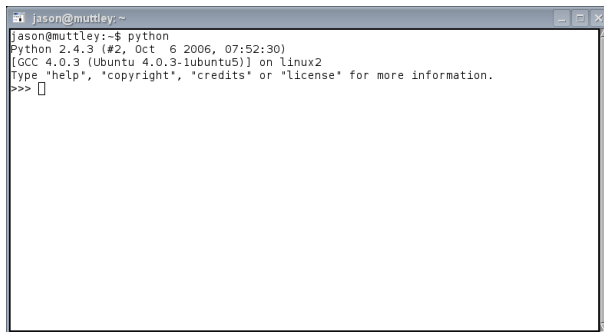 jason@muttley: ~
jason@muttley:~$ python
Python 2.4.3 (#2, Oct  6 2006, 07:52:30)
[GCC 4.0.3 (Ubuntu 4.0.3-1ubuntu5)] on linux2
Type "help", "copyright", "credits" or "license" for more information.
>>>